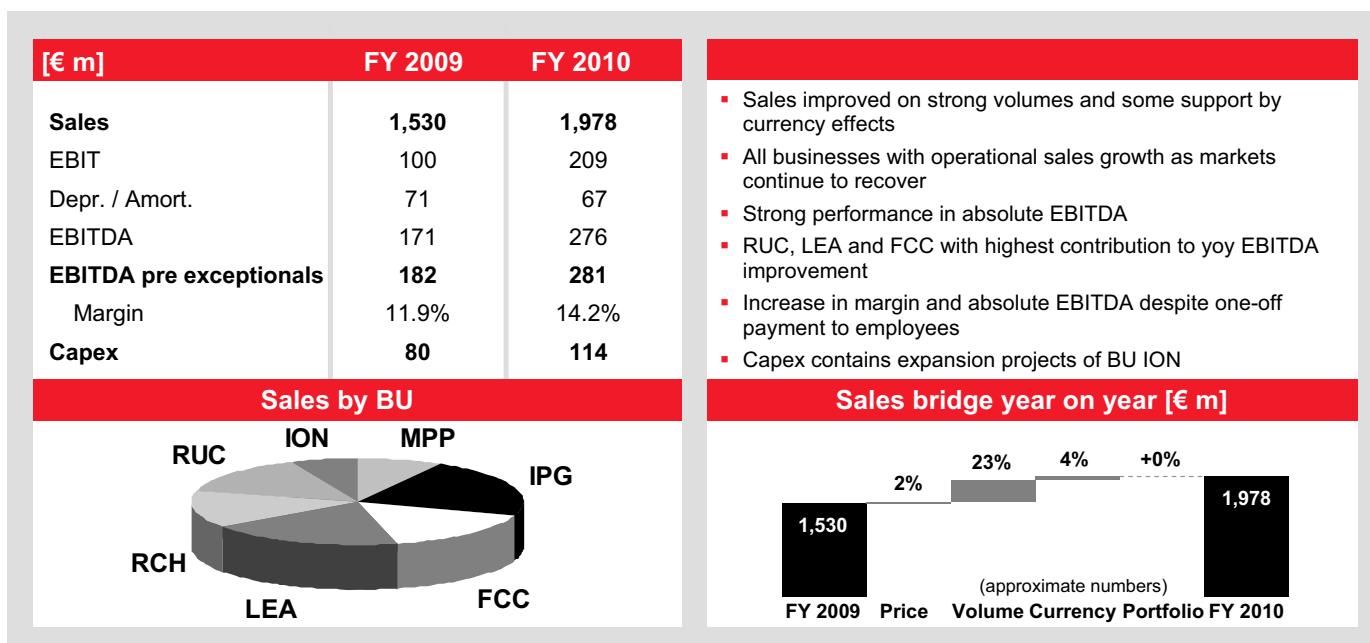 [€ m] FY 2009 FY 2010
Sales 1,530 1,978
EBIT 100 209
Depr. / Amort. 71 67
EBITDA 171 276
EBITDA pre exceptionals 182 281
Margin 11.9% 14.2%
Capex 80 114
▪ Sales improved on strong volumes and some support by
currency effects
▪ All businesses with operational sales growth as markets
continue to recover
▪ Strong performance in absolute EBITDA
▪ RUC, LEA and FCC with highest contribution to yoy EBITDA
improvement
▪ Increase in margin and absolute EBITDA despite one-off
payment to employees
▪ Capex contains expansion projects of BU ION
Sales by BU
ION MPP
RUC
IPG
RCH
FCC
LEA
Sales bridge year on year [€ m]
23% 4% +0%
2%
1,978
1,530
(approximate numbers)
FY 2009 Price Volume Currency Portfolio FY 2010